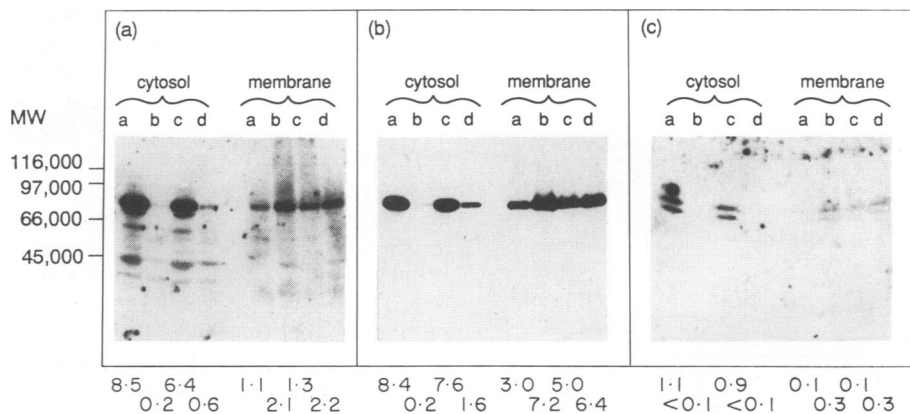 (a) (b) (c)
cytosol membrane cytosol membrane cytosol membrane
MW a b c d a b c d a b c d a b c d a b c d a b c d
116,000
97,000
66,000
45,000
8·5 6·4 1·1 1·3 8·4 7·6 3·0 5·0 1·1 0·9 0·1 0·1
0·2 0·6 2·1 2·2 0·2 1·6 7·2 6·4 <0·1 <0·1 0·3 0·3